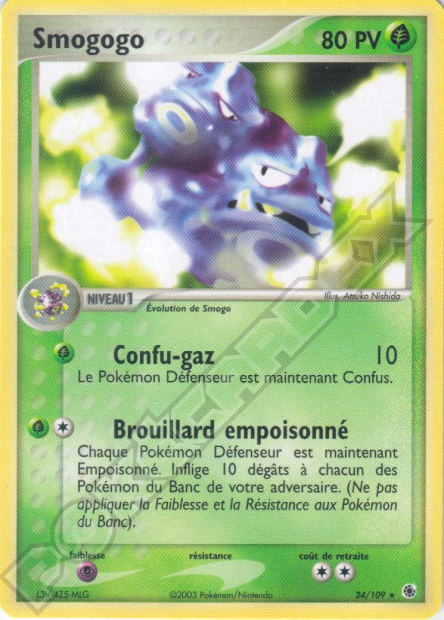 Smogogo 80 PV
Illus. Atsuko Nishida
NIVEAU 1
Évolution de Smogo
Confu-gaz 10
Le Pokémon Défenseur est maintenant Confus.
Brouillard empoisonné
Chaque Pokémon Défenseur est maintenant
Empoisonné. Inflige 10 dégâts à chacun des
Pokémon du Banc de votre adversaire. (Ne pas
appliquer la Faiblesse et la Résistance aux Pokémon
du Banc).
faiblesse résistance coût de retraite
©2003 Pokémon/Nintendo 24/109 ★